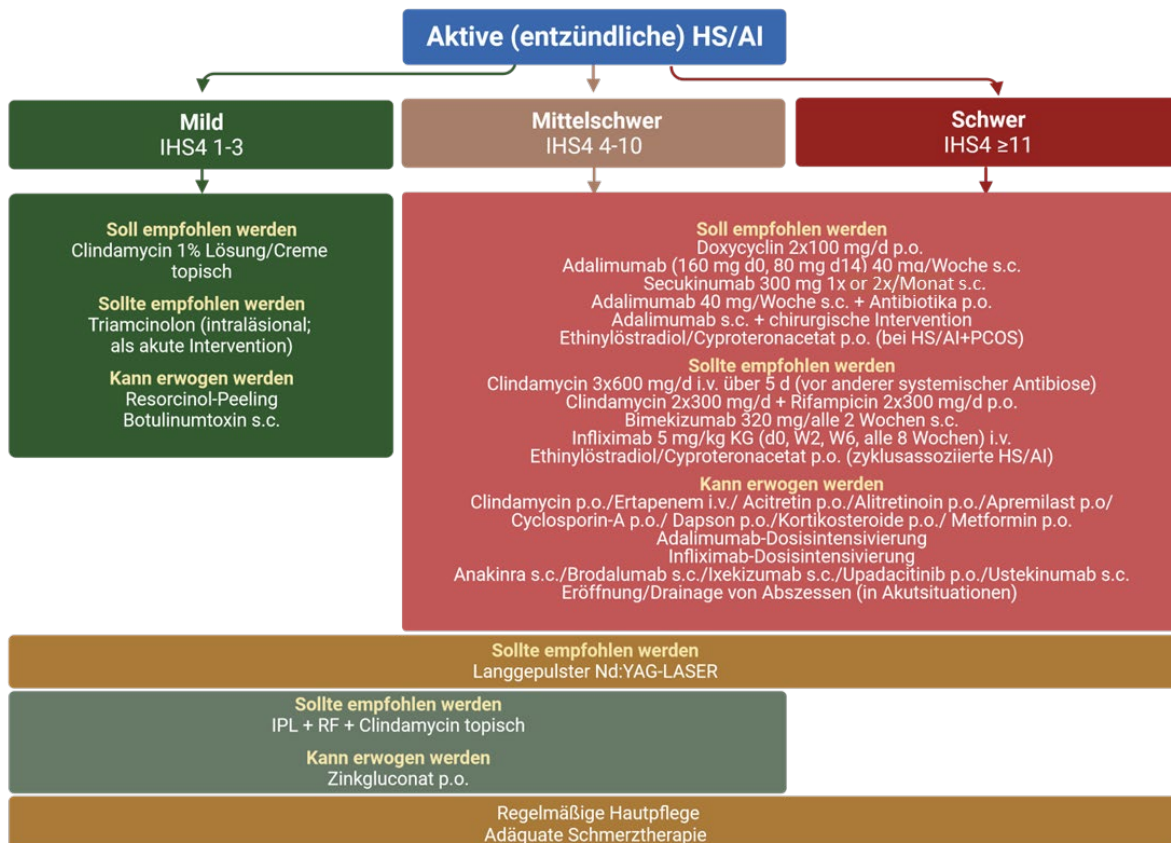 Aktive (entzündliche) HS/AI
Mild
IHS4 1-3
Mittelschwer
IHS4 4-10
Schwer
IHS4 ≥11
Soll empfohlen werden
Clindamycin 1% Lösung/Creme
topisch
Sollte empfohlen werden
Triamcinolon (intraläsional;
als akute Intervention)
Kann erwogen werden
Resorcinol-Peeling
Botulinumtoxin s.c.
Soll empfohlen werden
Doxycyclin 2x100 mg/d p.o.
Adalimumab (160 mg d0, 80 mg d14) 40 mg/Woche s.c.
Secukinumab 300 mg 1x or 2x/Monat s.c.
Adalimumab 40 mg/Woche s.c. + Antibiotika p.o.
Adalimumab s.c. + chirurgische Intervention
Ethinylöstradiol/Cyproteronacetat p.o. (bei HS/AI+PCOS)
Sollte empfohlen werden
Clindamycin 3x600 mg/d i.v. über 5 d (vor anderer systemischer Antibiose)
Clindamycin 2x300 mg/d + Rifampicin 2x300 mg/d p.o.
Bimekizumab 320 mg/alle 2 Wochen s.c.
Infliximab 5 mg/kg KG (d0, W2, W6, alle 8 Wochen) i.v.
Ethinylöstradiol/Cyproteronacetat p.o. (zyklusassoziierte HS/AI)
Kann erwogen werden
Clindamycin p.o./Ertapenem i.v./ Acitretin p.o./Alitretinoin p.o./Apremilast p.o/
Cyclosporin-A p.o./ Dapson p.o./Kortikosteroide p.o./ Metformin p.o.
Adalimumab-Dosisintensivierung
Infliximab-Dosisintensivierung
Anakinra s.c./Brodalumab s.c./Ixekizumab s.c./Upadacitinib p.o./Ustekinumab s.c.
Eröffnung/Drainage von Abszessen (in Akutsituationen)
Sollte empfohlen werden
Langgepulster Nd:YAG-LASER
Sollte empfohlen werden
IPL + RF + Clindamycin topisch
Kann erwogen werden
Zinkgluconat p.o.
Regelmäßige Hautpflege
Adäquate Schmerztherapie